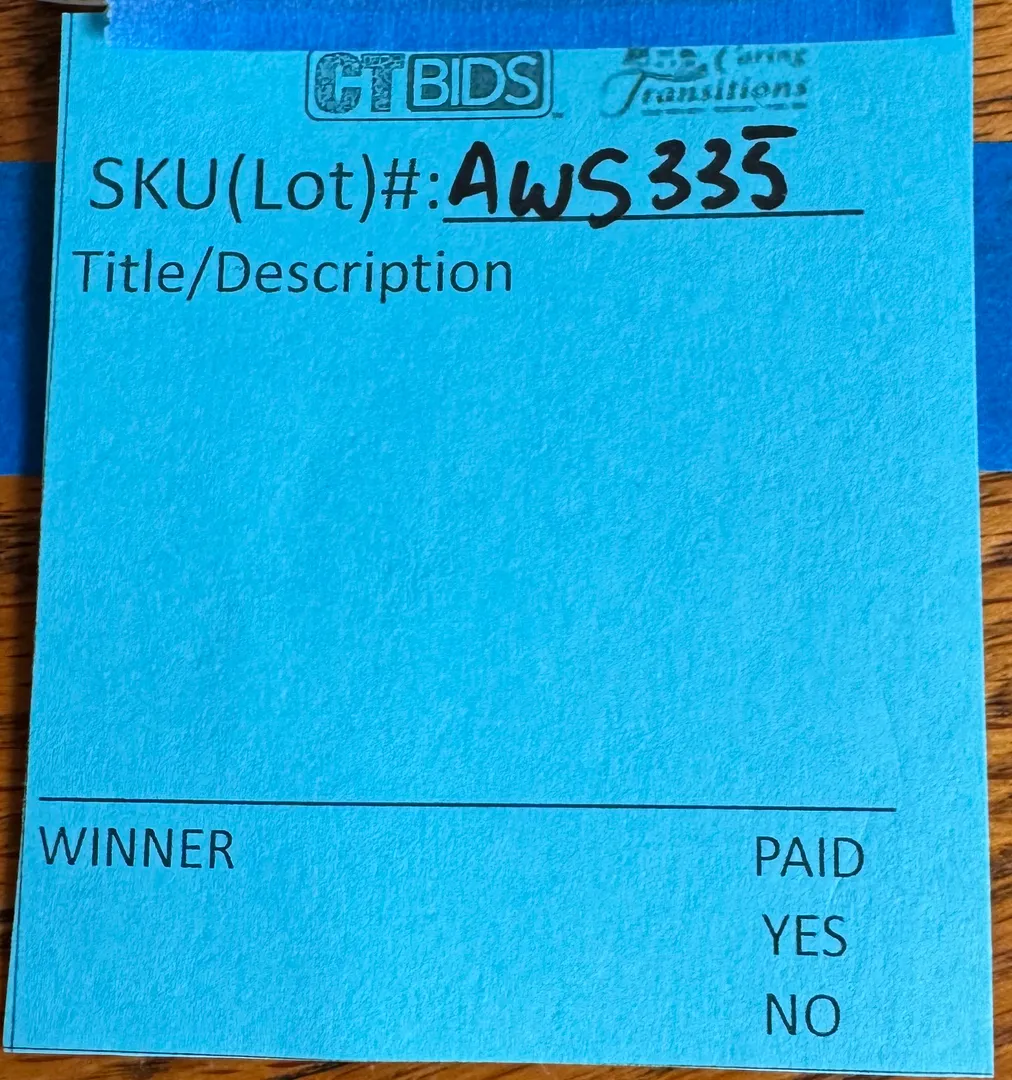 CTBIDS Caring
Transitions
SKU(Lot)#: AWS335
Title/Description
WINNER PAID
YES
NO